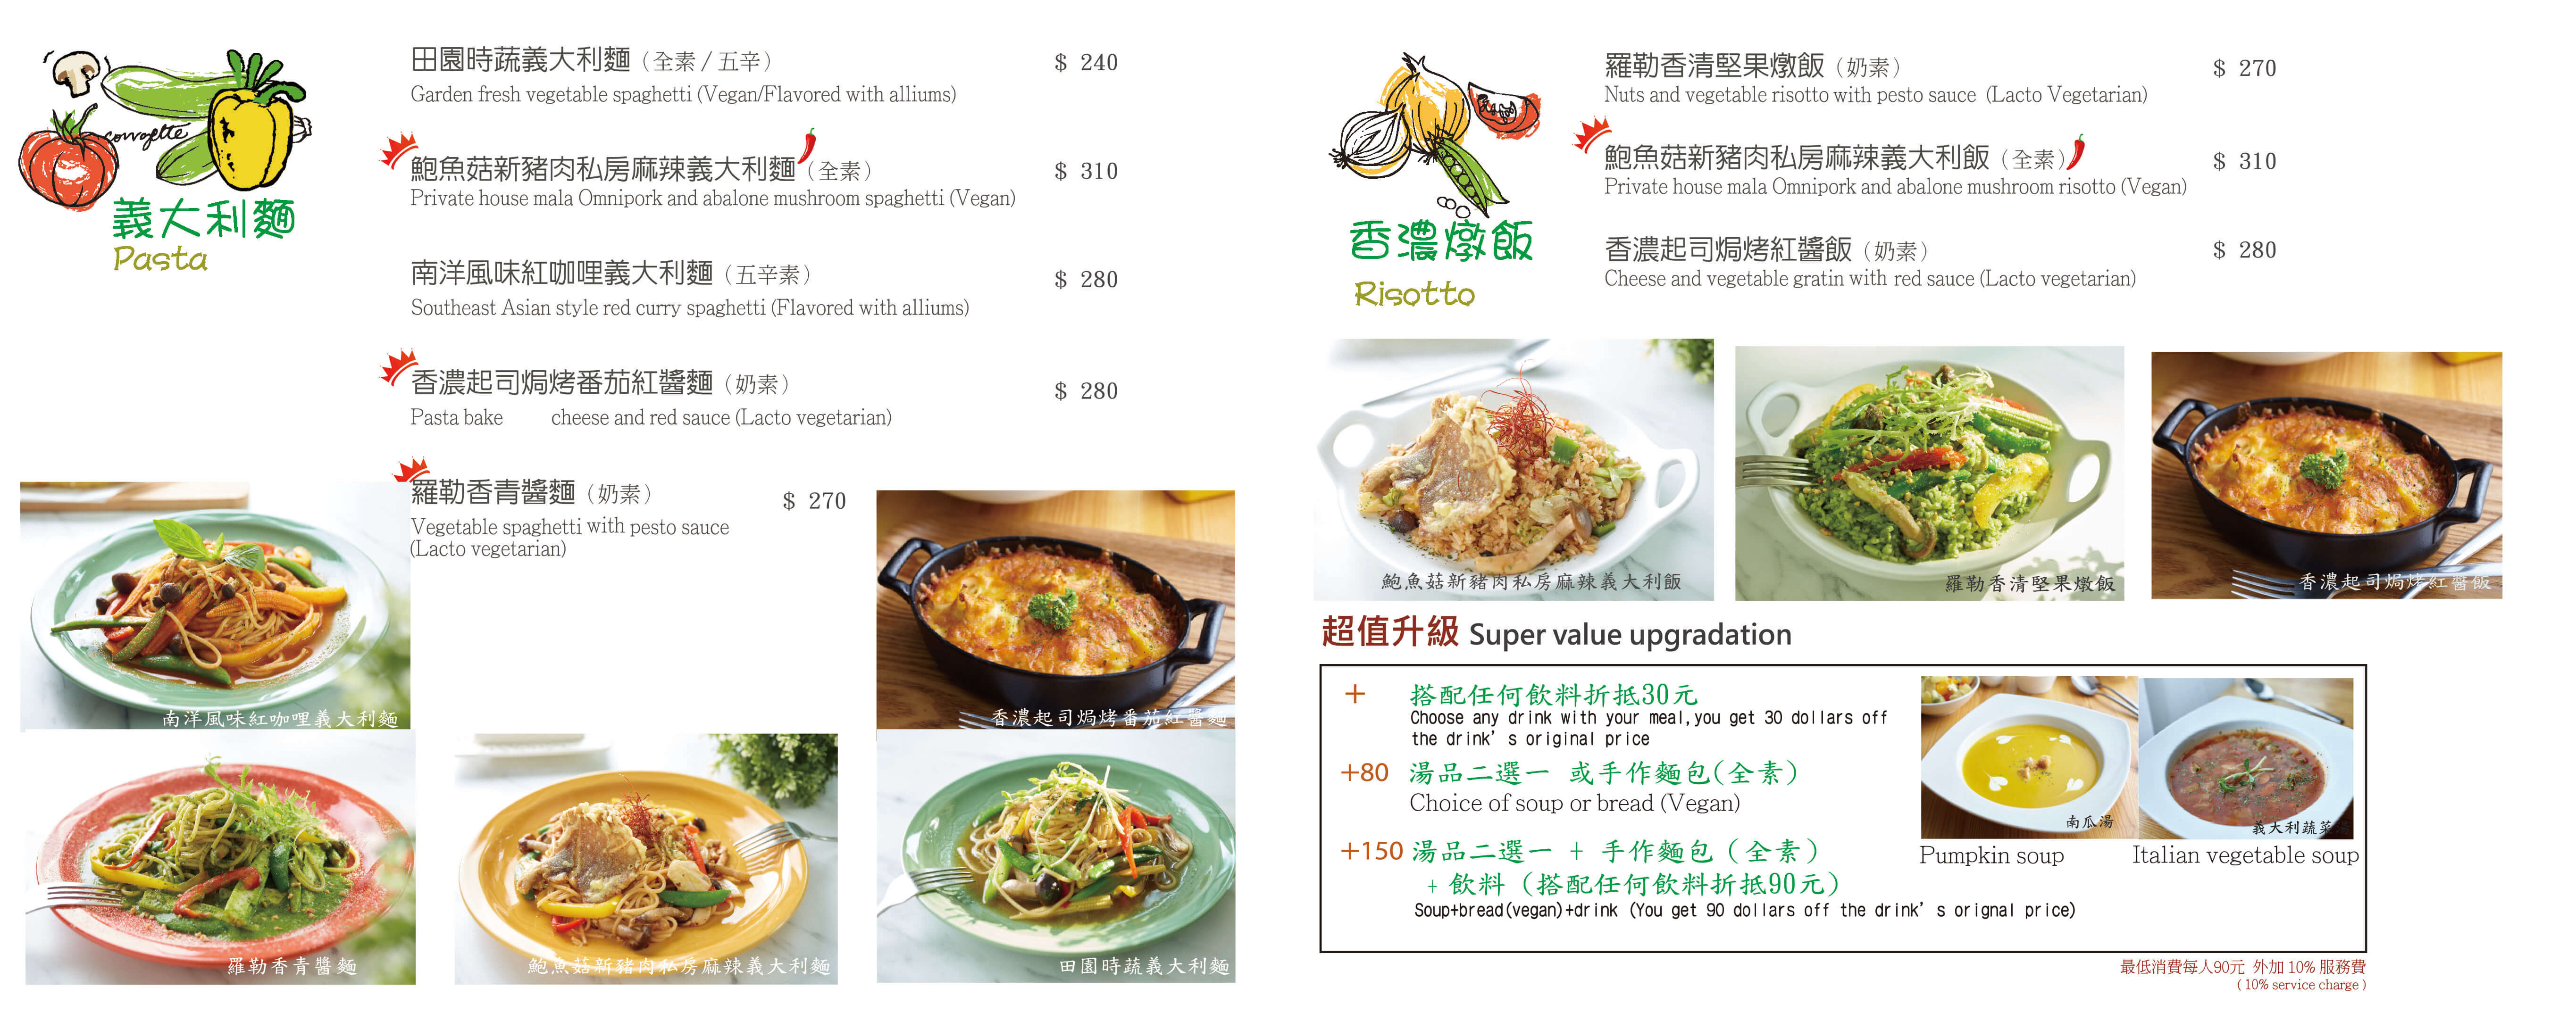 courgette
義大利麵
Pasta
田園時蔬義大利麵（全素 / 五辛）
$ 240
Garden fresh vegetable spaghetti (Vegan/Flavored with alliums)
鮑魚菇新豬肉私房麻辣義大利麵（全素）
$ 310
Private house mala Omnipork and abalone mushroom spaghetti (Vegan)
南洋風味紅咖哩義大利麵（五辛素）
$ 280
Southeast Asian style red curry spaghetti (Flavored with alliums)
香濃起司焗烤番茄紅醬麵（奶素）
$ 280
Pasta bake cheese and red sauce (Lacto vegetarian)
羅勒香青醬麵（奶素）
$ 270
Vegetable spaghetti with pesto sauce
(Lacto vegetarian)
南洋風味紅咖哩義大利麵
香濃起司焗烤番茄紅醬麵
羅勒香青醬麵
鮑魚菇新豬肉私房麻辣義大利麵
田園時蔬義大利麵
香濃燉飯
Risotto
羅勒香清堅果燉飯（奶素）
$ 270
Nuts and vegetable risotto with pesto sauce (Lacto Vegetarian)
鮑魚菇新豬肉私房麻辣義大利飯（全素）
$ 310
Private house mala Omnipork and abalone mushroom risotto (Vegan)
香濃起司焗烤紅醬飯（奶素）
$ 280
Cheese and vegetable gratin with red sauce (Lacto vegetarian)
鮑魚菇新豬肉私房麻辣義大利飯
羅勒香清堅果燉飯
香濃起司焗烤紅醬飯
超值升級 Super value upgradation
+ 搭配任何飲料折抵30元
Choose any drink with your meal,you get 30 dollars off
the drink's original price
+80 湯品二選一 或手作麵包(全素)
Choice of soup or bread (Vegan)
+150 湯品二選一 + 手作麵包（全素）
+ 飲料（搭配任何飲料折抵90元）
Soup+bread(vegan)+drink (You get 90 dollars off the drink's orignal price)
南瓜湯
義大利蔬菜
Pumpkin soup
Italian vegetable soup
最低消費每人90元 外加 10% 服務費
( 10% service charge )